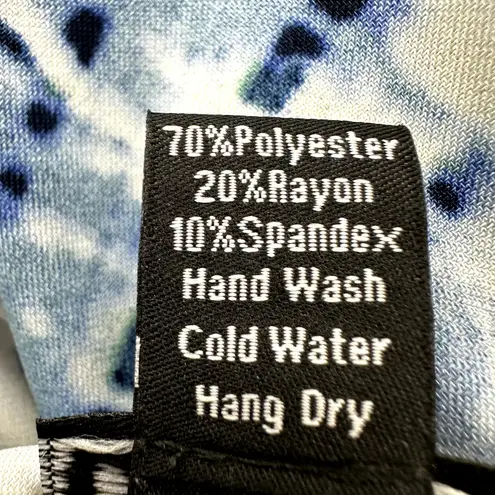 70%Polyester
20%Rayon
10%Spandex
Hand Wash
Cold Water
Hang Dry